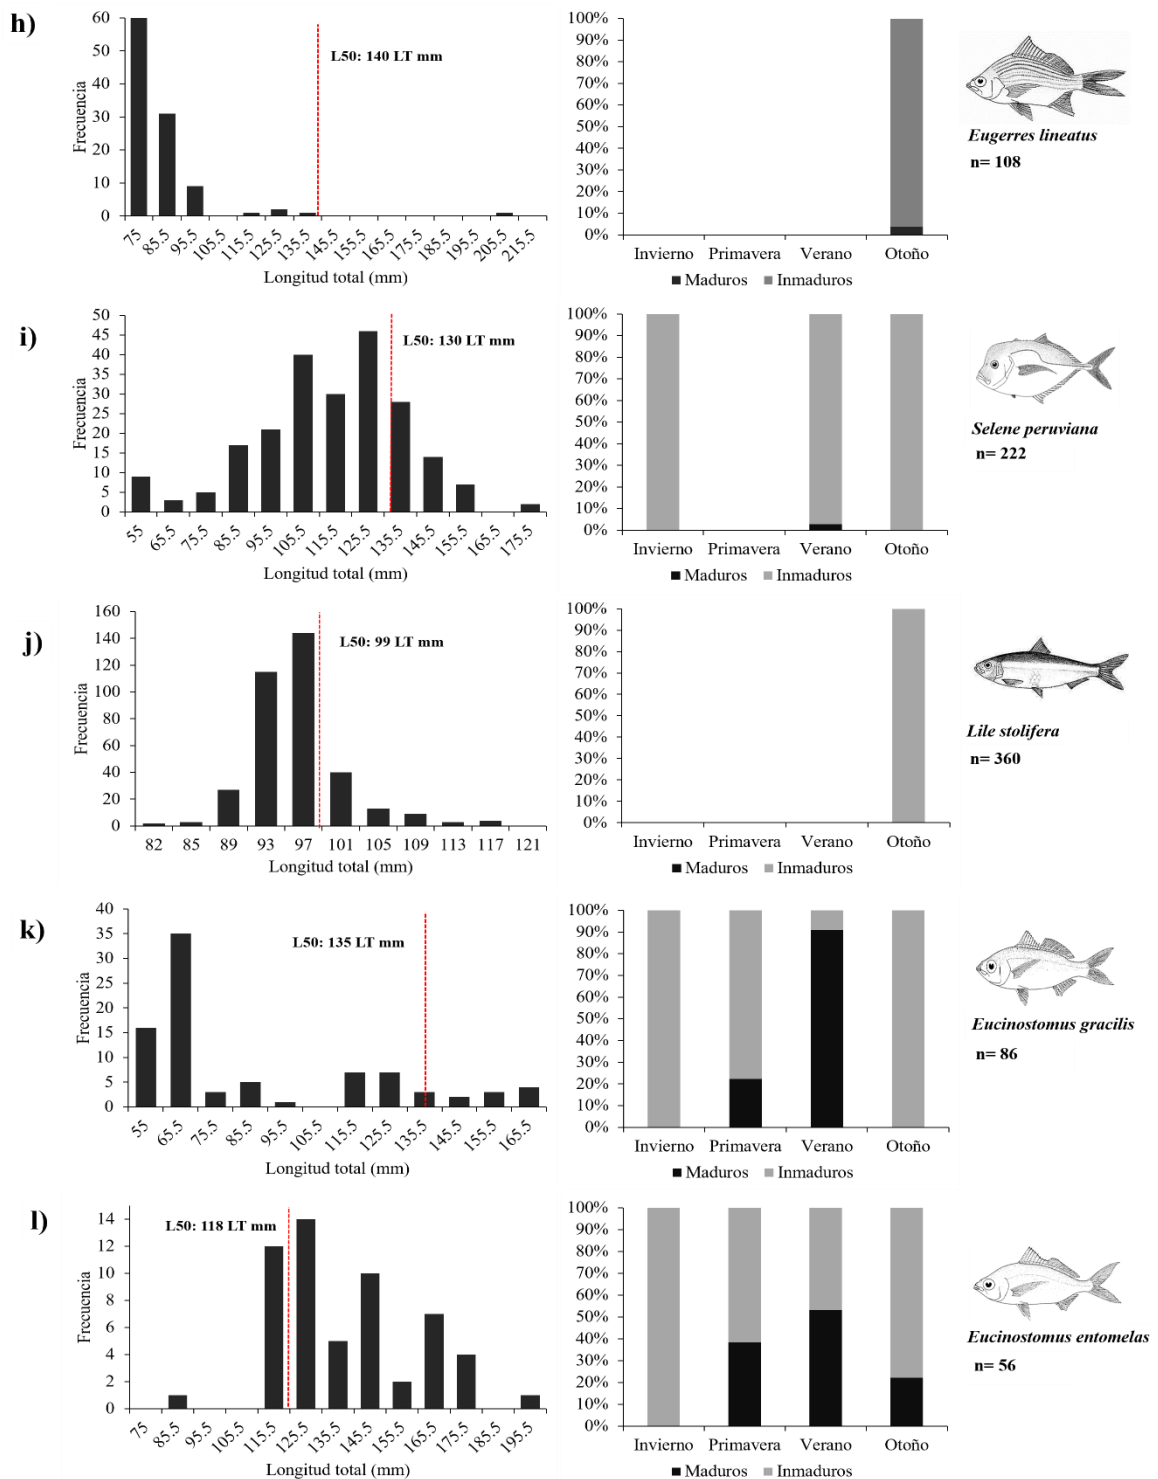 h)
Frecuencia
60
50
40
30
20
10
0
L50: 140 LT mm
75 85.5 95.5 105.5 115.5 125.5 135.5 145.5 155.5 165.5 175.5 185.5 195.5 205.5 215.5
Longitud total (mm)
100%
90%
80%
70%
60%
50%
40%
30%
20%
10%
0%
Invierno Primavera Verano Otoño
Maduros Inmaduros
Eugerres lineatus
n= 108
i)
Frecuencia
50
45
40
35
30
25
20
15
10
5
0
L50: 130 LT mm
55 65.5 75.5 85.5 95.5 105.5 115.5 125.5 135.5 145.5 155.5 165.5 175.5
Longitud total (mm)
100%
90%
80%
70%
60%
50%
40%
30%
20%
10%
0%
Invierno Primavera Verano Otoño
Maduros Inmaduros
Selene peruviana
n= 222
j)
Frecuencia
160
140
120
100
80
60
40
20
0
L50: 99 LT mm
82 85 89 93 97 101 105 109 113 117 121
Longitud total (mm)
100%
90%
80%
70%
60%
50%
40%
30%
20%
10%
0%
Invierno Primavera Verano Otoño
Maduros Inmaduros
Lile stolifera
n= 360
k)
Frecuencia
40
35
30
25
20
15
10
5
0
L50: 135 LT mm
55 65.5 75.5 85.5 95.5 105.5 115.5 125.5 135.5 145.5 155.5 165.5
Longitud total (mm)
100%
90%
80%
70%
60%
50%
40%
30%
20%
10%
0%
Invierno Primavera Verano Otoño
Maduros Inmaduros
Eucinostomus gracilis
n= 86
l)
Frecuencia
14
12
10
8
6
4
2
0
L50: 118 LT mm
75 85.5 95.5 105.5 115.5 125.5 135.5 145.5 155.5 165.5 175.5 185.5 195.5
Longitud total (mm)
100%
90%
80%
70%
60%
50%
40%
30%
20%
10%
0%
Invierno Primavera Verano Otoño
Maduros Inmaduros
Eucinostomus entomelas
n= 56